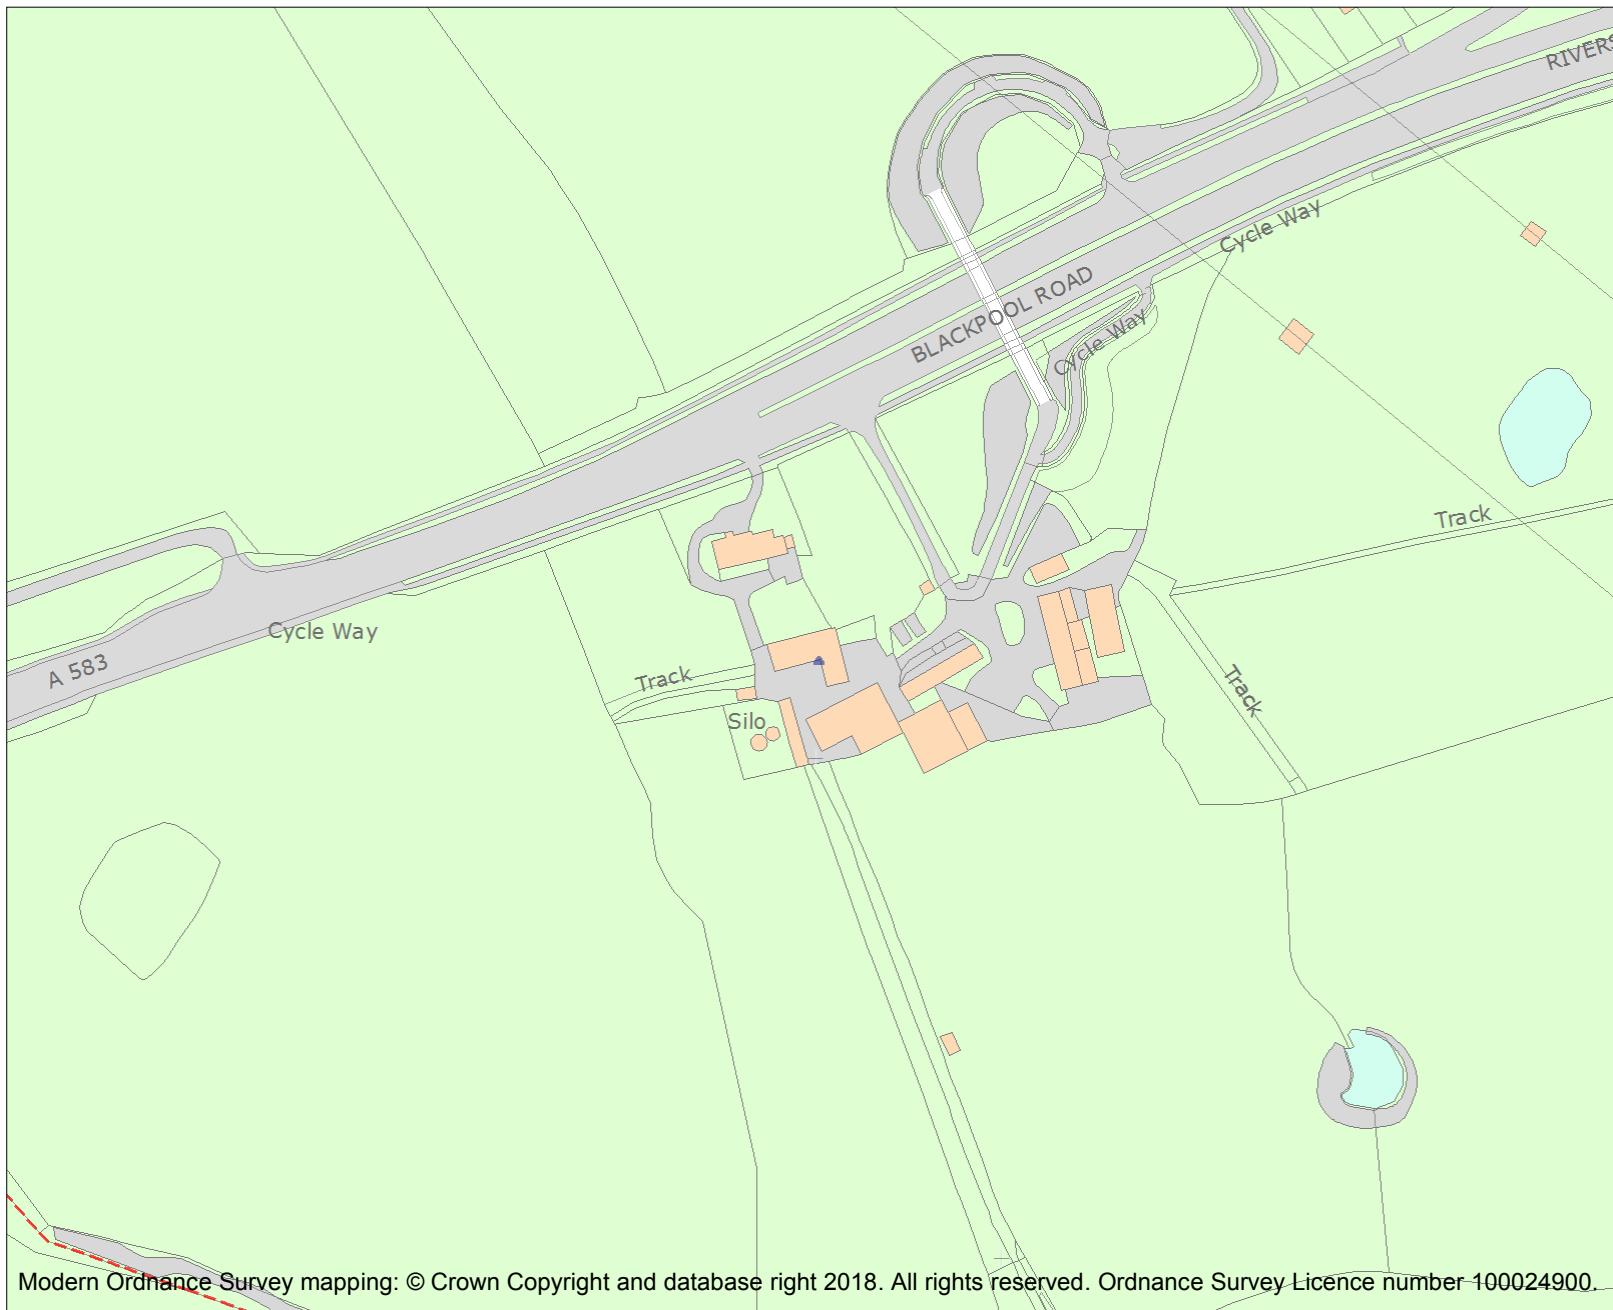 RIVERS
Cycle Way
BLACKPOOL ROAD
Cycle Way
Track
Cycle Way
A 583
Track
Track
Silo
Modern Ordnance Survey mapping: © Crown Copyright and database right 2018. All rights reserved. Ordnance Survey Licence number 100024900.